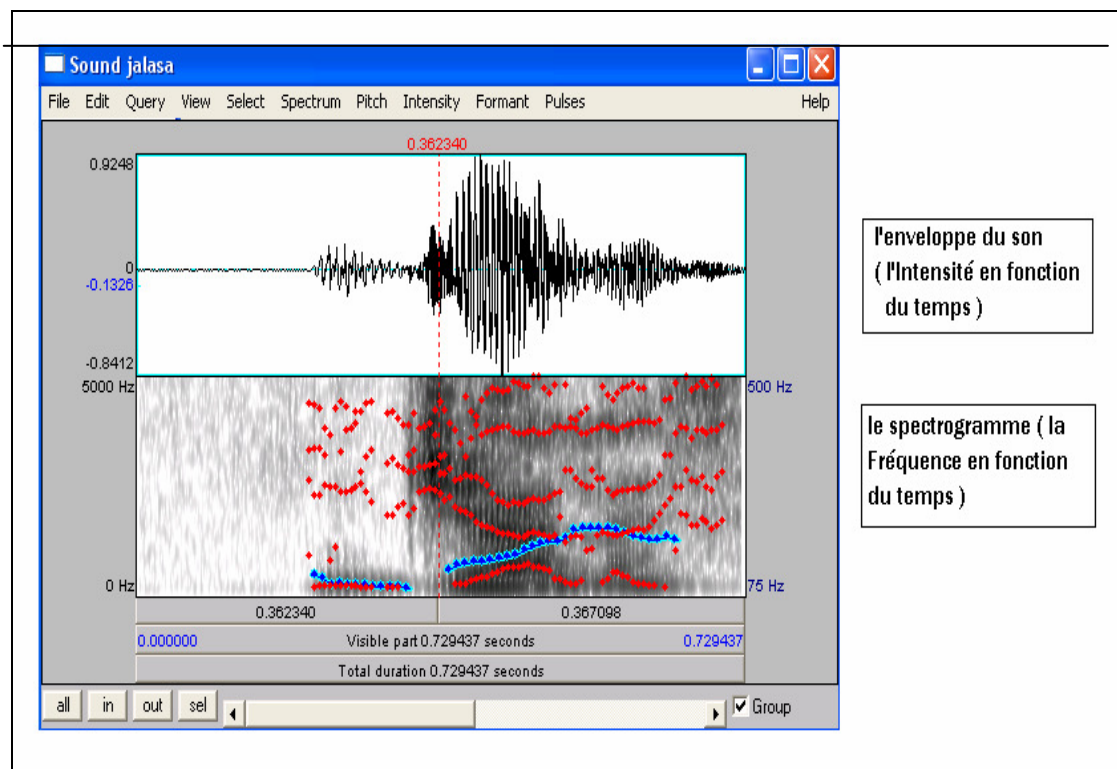 Sound jalasa
File Edit Query View Select Spectrum Pitch Intensity Formant Pulses Help
0.362340
0.9248
0
-0.1326
-0.8412
5000 Hz
500 Hz
0 Hz
75 Hz
0.362340 0.367098
0.000000 Visible part 0.729437 seconds 0.729437
Total duration 0.729437 seconds
all in out sel Group
l'enveloppe du son
( l'Intensité en fonction
du temps )
le spectrogramme ( la
Fréquence en fonction
du temps )